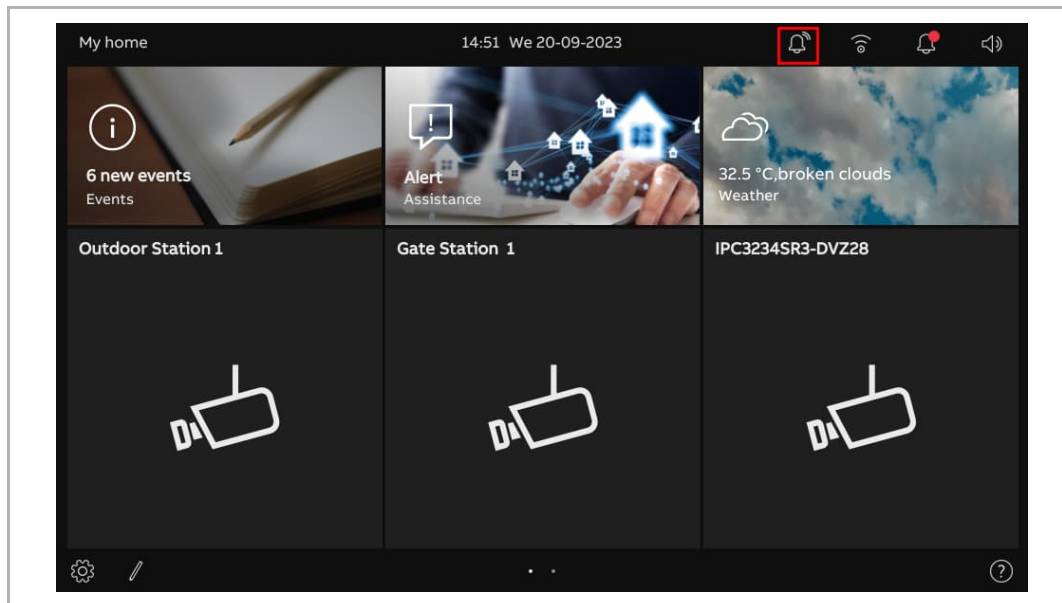 My home
14:51 We 20-09-2023
6 new events
Events
Alert
Assistance
32.5 °C,broken clouds
Weather
Outdoor Station 1
Gate Station 1
IPC3234SR3-DVZ28